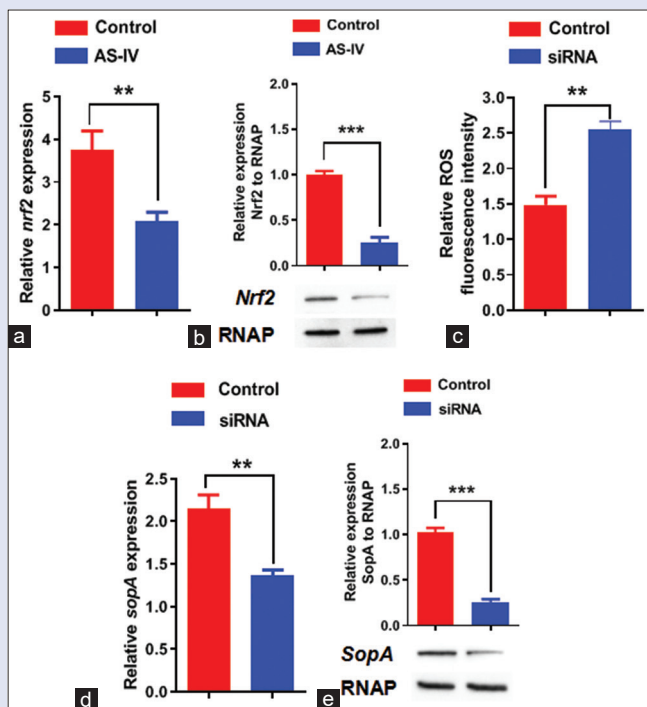 Control
AS-IV
**
Relative nrf2 expression
5
4
3
2
1
0
a
Control
AS-IV
***
Relative expression
Nrf2 to RNAP
2.0
1.5
1.0
0.5
0.0
Nrf2
RNAP
b
Control
siRNA
**
Relative ROS
fluorescence intensity
3.0
2.5
2.0
1.5
1.0
0.5
0.0
c
Control
siRNA
**
Relative sopA expression
2.5
2.0
1.5
1.0
0.5
0.0
d
Control
siRNA
***
Relative expression
SopA to RNAP
2.0
1.5
1.0
0.5
0.0
SopA
RNAP
e